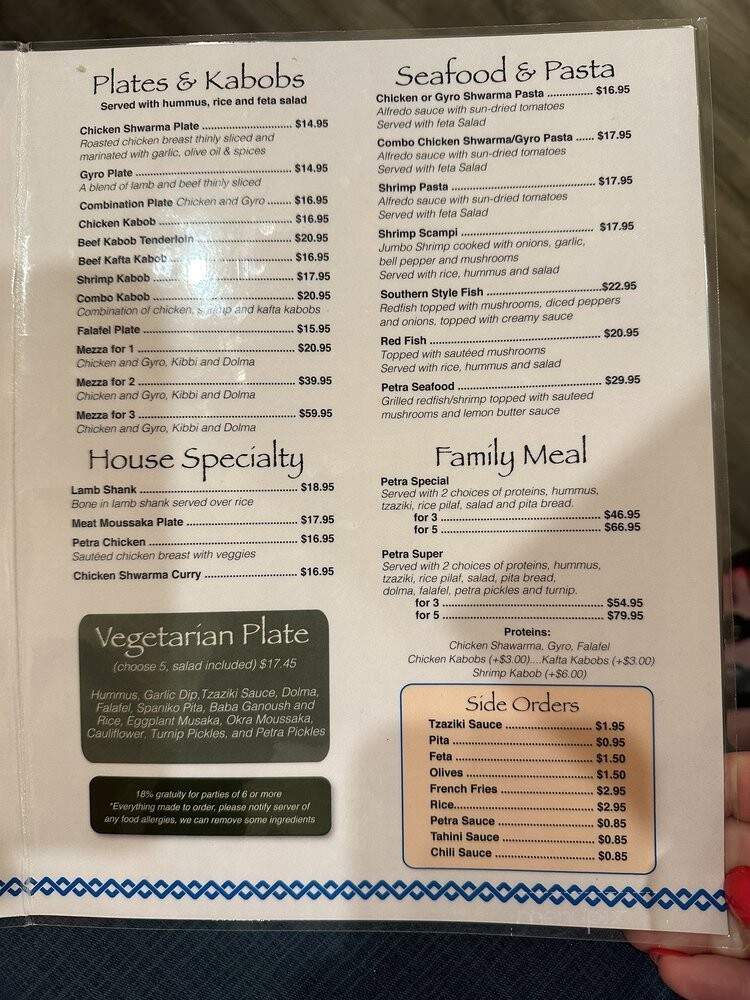 Plates & Kabobs
Served with hummus, rice and feta salad
Chicken Shwarma Plate ........................ $14.95
Roasted chicken breast thinly sliced and
marinated with garlic, olive oil & spices
Gyro Plate ........................ $14.95
A blend of lamb and beef thinly sliced
Combination Plate Chicken and Gyro ....... $16.95
Chicken Kabob ........................ $16.95
Beef Kabob Tenderloin ........................ $20.95
Beef Kafta Kabob ........................ $16.95
Shrimp Kabob ........................ $17.95
Combo Kabob ........................ $20.95
Combination of chicken, shrimp and kafta kabobs
Falafel Plate ........................ $15.95
Mezza for 1 ........................ $20.95
Chicken and Gyro, Kibbi and Dolma
Mezza for 2 ........................ $39.95
Chicken and Gyro, Kibbi and Dolma
Mezza for 3 ........................ $59.95
Chicken and Gyro, Kibbi and Dolma
House Specialty
Lamb Shank ........................ $18.95
Bone in lamb shank served over rice
Meat Moussaka Plate ........................ $17.95
Petra Chicken ........................ $16.95
Sautéed chicken breast with veggies
Chicken Shwarma Curry ........................ $16.95
Vegetarian Plate
(choose 5, salad included) $17.45
Hummus, Garlic Dip,Tzaziki Sauce, Dolma,
Falafel, Spaniko Pita, Baba Ganoush and
Rice, Eggplant Musaka, Okra Moussaka,
Cauliflower, Turnip Pickles, and Petra Pickles
18% gratuity for parties of 6 or more
*Everything made to order, please notify server of
any food allergies, we can remove some ingredients
Seafood & Pasta
Chicken or Gyro Shwarma Pasta .............. $16.95
Alfredo sauce with sun-dried tomatoes
Served with feta Salad
Combo Chicken Shwarma/Gyro Pasta ...... $17.95
Alfredo sauce with sun-dried tomatoes
Served with feta Salad
Shrimp Pasta ........................ $17.95
Alfredo sauce with sun-dried tomatoes
Served with feta Salad
Shrimp Scampi ........................ $17.95
Jumbo Shrimp cooked with onions, garlic,
bell pepper and mushrooms
Served with rice, hummus and salad
Southern Style Fish ........................$22.95
Redfish topped with mushrooms, diced peppers
and onions, topped with creamy sauce
Red Fish ........................ $20.95
Topped with sautéed mushrooms
Served with rice, hummus and salad
Petra Seafood ........................ $29.95
Grilled redfish/shrimp topped with sauteed
mushrooms and lemon butter sauce
Family Meal
Petra Special
Served with 2 choices of proteins, hummus,
tzaziki, rice pilaf, salad and pita bread.
for 3 ........................ $46.95
for 5 ........................ $66.95
Petra Super
Served with 2 choices of proteins, hummus,
tzaziki, rice pilaf, salad, pita bread,
dolma, falafel, petra pickles and turnip.
for 3 ........................ $54.95
for 5 ........................ $79.95
Proteins:
Chicken Shawarma, Gyro, Falafel
Chicken Kabobs (+$3.00)....Kafta Kabobs (+$3.00)
Shrimp Kabob (+$6.00)
Side Orders
Tzaziki Sauce ........................ $1.95
Pita ........................ $0.95
Feta ........................ $1.50
Olives ........................ $1.50
French Fries ........................ $2.95
Rice........................ $2.95
Petra Sauce ........................ $0.85
Tahini Sauce ........................ $0.85
Chili Sauce ........................ $0.85